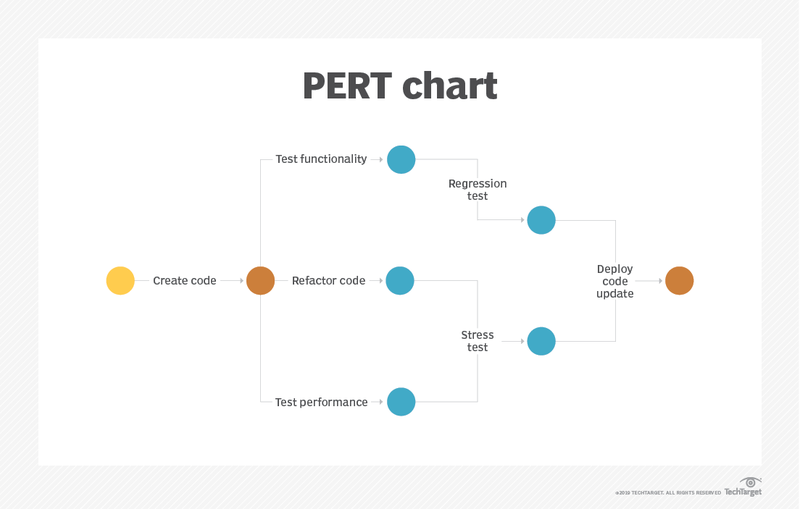 PERT chart
Test functionality
Regression
test
Create code
Refactor code
Deploy
code
update
Stress
test
Test performance
©2019 TECHTARGET. ALL RIGHTS RESERVED
TechTarget